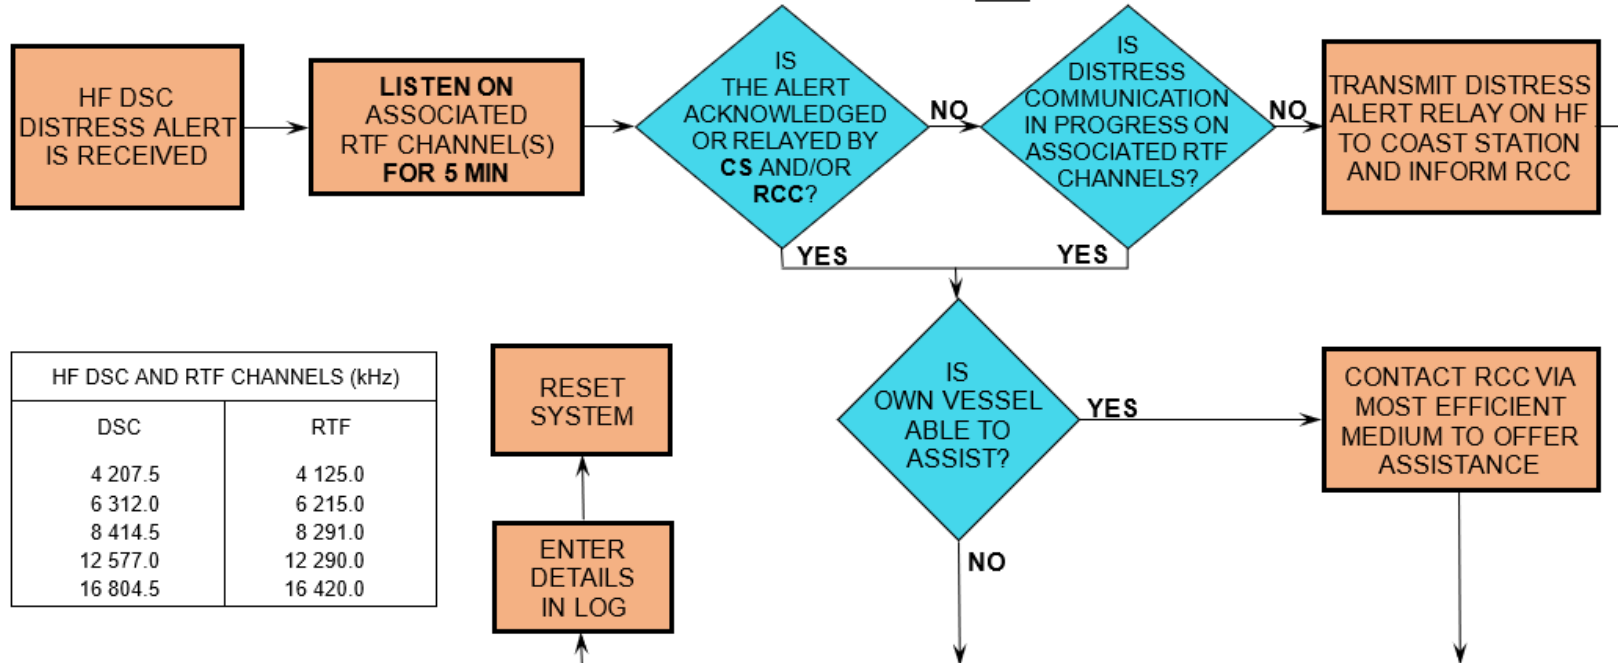 HF DSC
DISTRESS ALERT
IS RECEIVED
LISTEN ON
ASSOCIATED
RTF CHANNEL(S)
FOR 5 MIN
IS
THE ALERT
ACKNOWLEDGED
OR RELAYED BY
CS AND/OR
RCC?
NO
YES
IS
DISTRESS
COMMUNICATION
IN PROGRESS ON
ASSOCIATED RTF
CHANNELS?
NO
YES
TRANSMIT DISTRESS
ALERT RELAY ON HF
TO COAST STATION
AND INFORM RCC
HF DSC AND RTF CHANNELS (kHz)
DSC RTF
4 207.5 4 125.0
6 312.0 6 215.0
8 414.5 8 291.0
12 577.0 12 290.0
16 804.5 16 420.0
RESET
SYSTEM
ENTER
DETAILS
IN LOG
IS
OWN VESSEL
ABLE TO
ASSIST?
YES
NO
CONTACT RCC VIA
MOST EFFICIENT
MEDIUM TO OFFER
ASSISTANCE